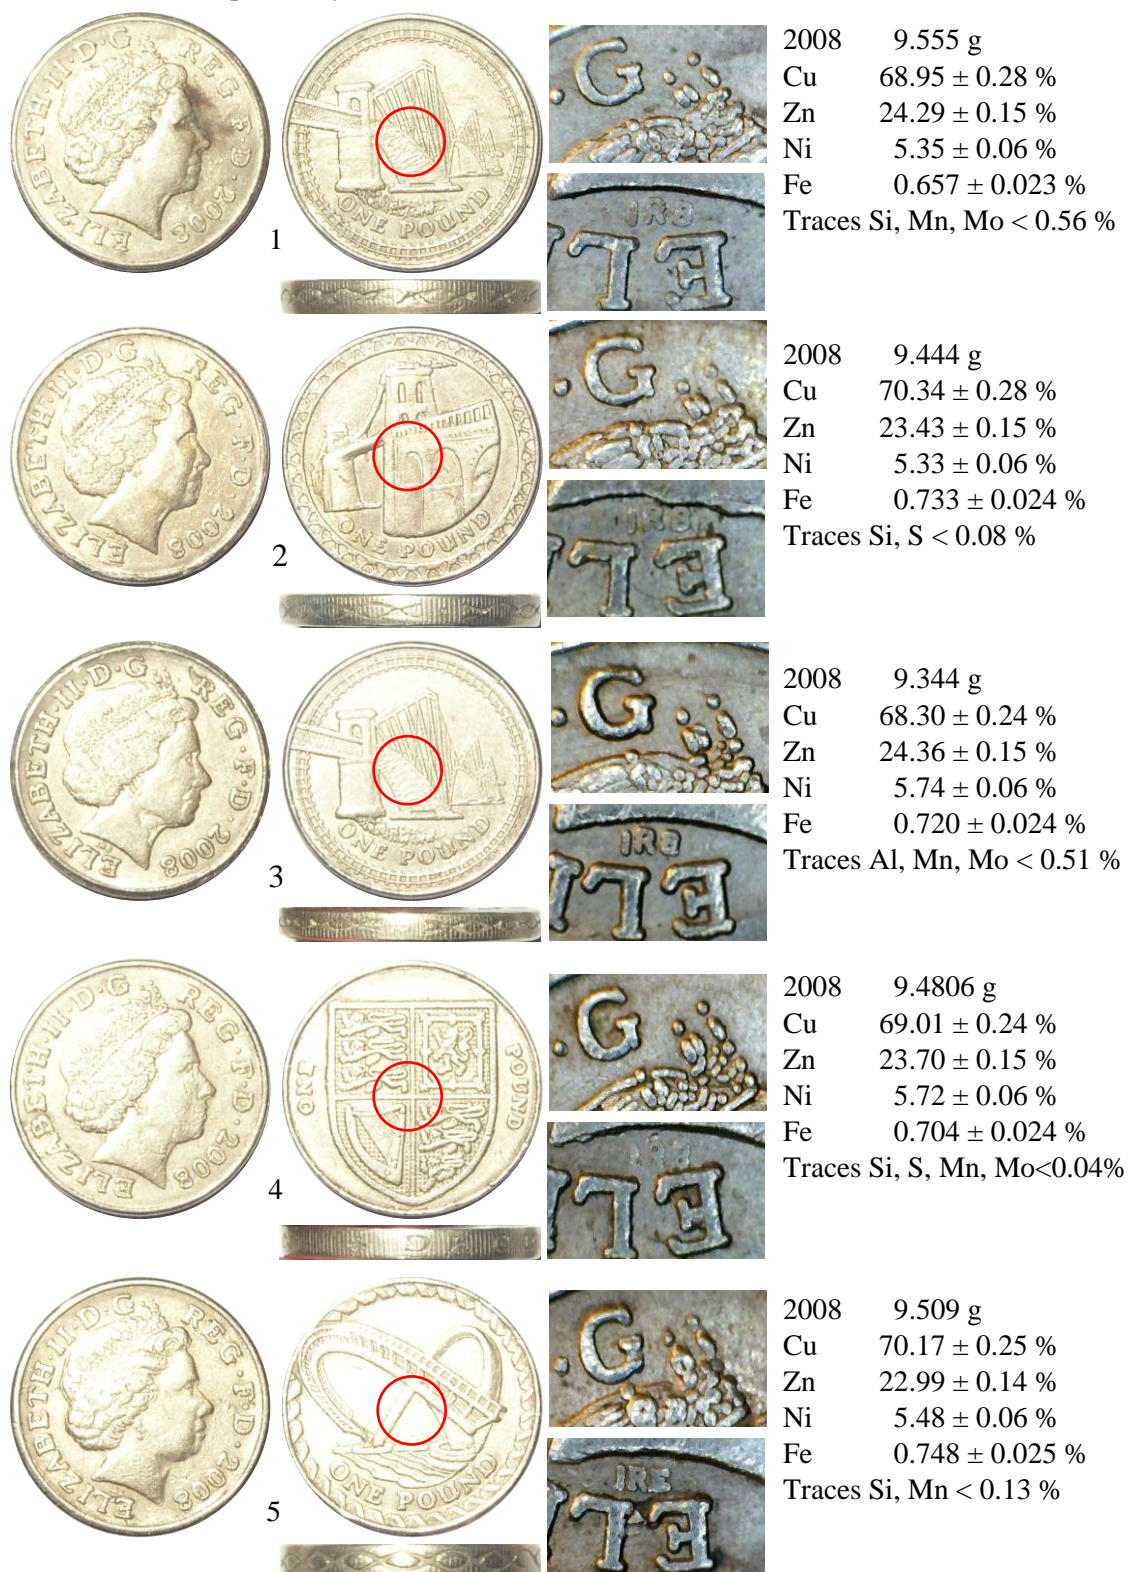 ELIZABETH·II·D·G REG·F·D·2008
ONE POUND
1
.G
IRB
ELI
2008 9.555 g
Cu 68.95 ± 0.28 %
Zn 24.29 ± 0.15 %
Ni 5.35 ± 0.06 %
Fe 0.657 ± 0.023 %
Traces Si, Mn, Mo < 0.56 %
ELIZABETH·II·D·G REG·F·D·2008
ONE POUND
2
.G
IRB
ELI
2008 9.444 g
Cu 70.34 ± 0.28 %
Zn 23.43 ± 0.15 %
Ni 5.33 ± 0.06 %
Fe 0.733 ± 0.024 %
Traces Si, S < 0.08 %
ELIZABETH·II·D·G REG·F·D·2008
ONE POUND
3
.G
IRB
ELI
2008 9.344 g
Cu 68.30 ± 0.24 %
Zn 24.36 ± 0.15 %
Ni 5.74 ± 0.06 %
Fe 0.720 ± 0.024 %
Traces Al, Mn, Mo < 0.51 %
ELIZABETH·II·D·G REG·F·D·2008
ONE POUND
4
.G
ELI
2008 9.4806 g
Cu 69.01 ± 0.24 %
Zn 23.70 ± 0.15 %
Ni 5.72 ± 0.06 %
Fe 0.704 ± 0.024 %
Traces Si, S, Mn, Mo<0.04%
ELIZABETH·II·D·G REG·F·D·2008
ONE POUND
5
.G
IRB
ELI
2008 9.509 g
Cu 70.17 ± 0.25 %
Zn 22.99 ± 0.14 %
Ni 5.48 ± 0.06 %
Fe 0.748 ± 0.025 %
Traces Si, Mn < 0.13 %